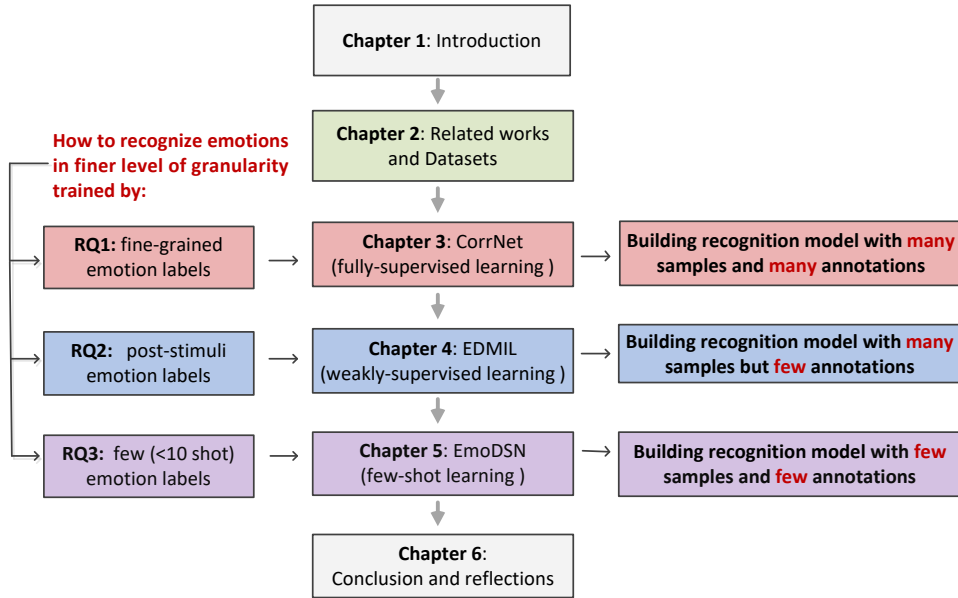 Chapter 1: Introduction
Chapter 2: Related works
and Datasets
How to recognize emotions
in finer level of granularity
trained by:
RQ1: fine-grained
emotion labels
Chapter 3: CorrNet
(fully-supervised learning )
Building recognition model with many
samples and many annotations
RQ2: post-stimuli
emotion labels
Chapter 4: EDMIL
(weakly-supervised learning )
Building recognition model with many
samples but few annotations
RQ3: few (<10 shot)
emotion labels
Chapter 5: EmoDSN
(few-shot learning )
Building recognition model with few
samples and few annotations
Chapter 6:
Conclusion and reflections